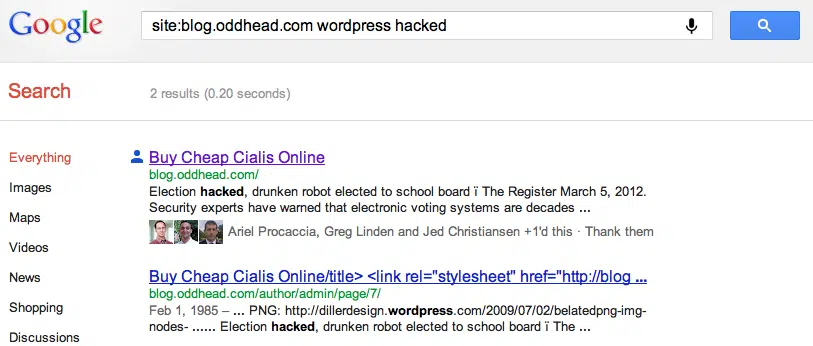 Google
site:blog.oddhead.com wordpress hacked
Search
2 results (0.20 seconds)
Everything
Images
Maps
Videos
News
Shopping
Discussions
Buy Cheap Cialis Online
blog.oddhead.com/
Election hacked, drunken robot elected to school board ï The Register March 5, 2012.
Security experts have warned that electronic voting systems are decades ...
Ariel Procaccia, Greg Linden and Jed Christiansen +1'd this · Thank them
Buy Cheap Cialis Online/title> <link rel="stylesheet" href="http://blog ...
blog.oddhead.com/author/admin/page/7/
Feb 1, 1985 – ... PNG: http://dillerdesign.wordpress.com/2009/07/02/belatedpng-img-
nodes- ...... Election hacked, drunken robot elected to school board ï The ...